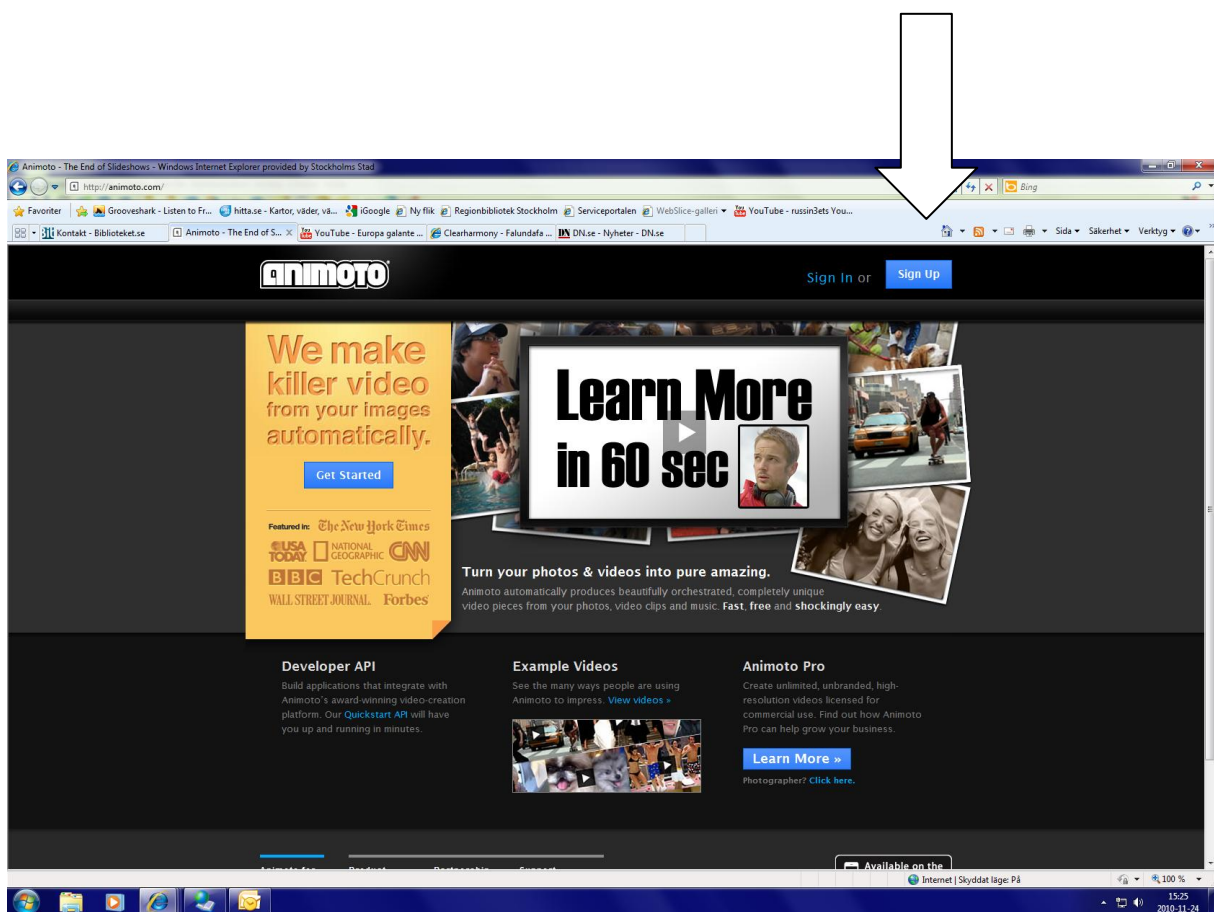 Animoto - The End of Slideshows - Windows Internet Explorer provided by Stockholms Stad
http://animoto.com/
Bing
Favoriter Grooveshark - Listen to Fr... hitta.se - Kartor, väder, vä... iGoogle Ny flik Regionbibliotek Stockholm Serviceportalen WebSlice-galleri YouTube - russin3ets You...
Kontakt - Biblioteket.se Animoto - The End of S... YouTube - Europa galante ... Clearharmony - Falundafa ... DN.se - Nyheter - DN.se Sida Säkerhet Verktyg
animoto
Sign In or Sign Up
We make
killer video
from your images
automatically.
Get Started
Featured in: The New York Times
USA TODAY NATIONAL GEOGRAPHIC CNN
BBC TechCrunch
WALL STREET JOURNAL. Forbes
Learn More
in 60 sec
Turn your photos & videos into pure amazing.
Animoto automatically produces beautifully orchestrated, completely unique
video pieces from your photos, video clips and music. Fast, free and shockingly easy.
Developer API
Build applications that integrate with
Animoto's award-winning video-creation
platform. Our Quickstart API will have
you up and running in minutes.
Example Videos
See the many ways people are using
Animoto to impress. View videos »
Animoto Pro
Create unlimited, unbranded, high-
resolution videos licensed for
commercial use. Find out how Animoto
Pro can help grow your business.
Learn More »
Photographer? Click here.
Animoto for Product Partnership Support
Available on the
Internet | Skyddat läge: På 100 %
15:25
2010-11-24